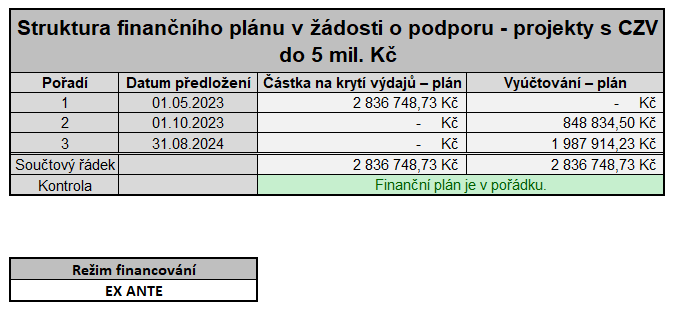 Struktura finančního plánu v žádosti o podporu - projekty s CZV
do 5 mil. Kč
Pořadí Datum předložení Částka na krytí výdajů – plán Vyúčtování – plán
1 01.05.2023 2 836 748,73 Kč - Kč
2 01.10.2023 - Kč 848 834,50 Kč
3 31.08.2024 - Kč 1 987 914,23 Kč
Součtový řádek 2 836 748,73 Kč 2 836 748,73 Kč
Kontrola Finanční plán je v pořádku.
Režim financování
EX ANTE